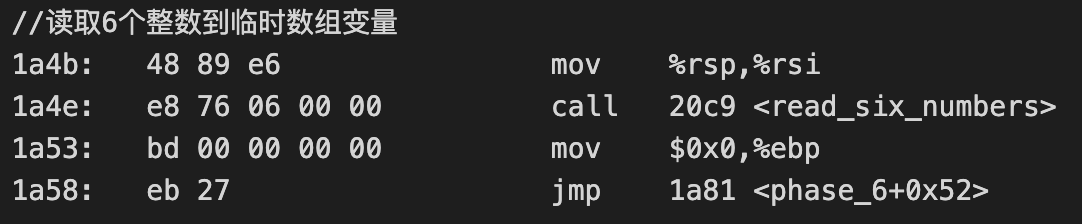 //读取6个整数到临时数组变量
1a4b: 48 89 e6 mov %rsp,%rsi
1a4e: e8 76 06 00 00 call 20c9 <read_six_numbers>
1a53: bd 00 00 00 00 mov $0x0,%ebp
1a58: eb 27 jmp 1a81 <phase_6+0x52>